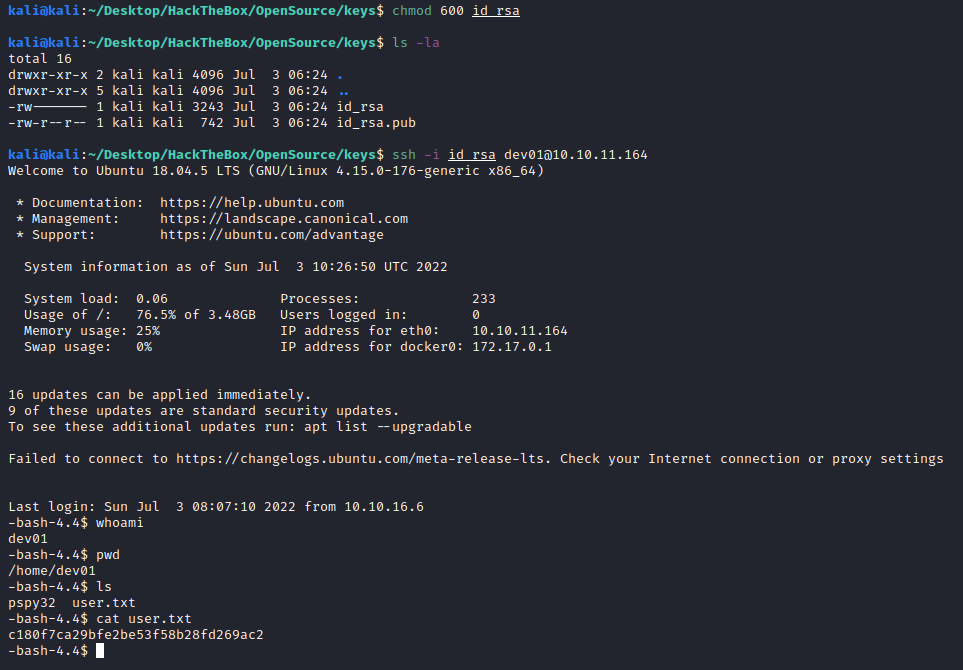 kali@kali:~/Desktop/HackTheBox/OpenSource/keys$ chmod 600 id_rsa
kali@kali:~/Desktop/HackTheBox/OpenSource/keys$ ls -la
total 16
drwxr-xr-x 2 kali kali 4096 Jul  3 06:24 .
drwxr-xr-x 5 kali kali 4096 Jul  3 06:24 ..
-rw------- 1 kali kali 3243 Jul  3 06:24 id_rsa
-rw-r--r-- 1 kali kali  742 Jul  3 06:24 id_rsa.pub
kali@kali:~/Desktop/HackTheBox/OpenSource/keys$ ssh -i id_rsa dev01@10.10.11.164
Welcome to Ubuntu 18.04.5 LTS (GNU/Linux 4.15.0-176-generic x86_64)
 * Documentation:  https://help.ubuntu.com
 * Management:     https://landscape.canonical.com
 * Support:        https://ubuntu.com/advantage
  System information as of Sun Jul  3 10:26:50 UTC 2022
  System load:  0.06              Processes:              233
  Usage of /:   76.5% of 3.48GB   Users logged in:        0
  Memory usage: 25%               IP address for eth0:    10.10.11.164
  Swap usage:   0%                IP address for docker0: 172.17.0.1
16 updates can be applied immediately.
9 of these updates are standard security updates.
To see these additional updates run: apt list --upgradable
Failed to connect to https://changelogs.ubuntu.com/meta-release-lts. Check your Internet connection or proxy settings
Last login: Sun Jul  3 08:07:10 2022 from 10.10.16.6
-bash-4.4$ whoami
dev01
-bash-4.4$ pwd
/home/dev01
-bash-4.4$ ls
pspy32  user.txt
-bash-4.4$ cat user.txt
c180f7ca29bfe2be53f58b28fd269ac2
-bash-4.4$